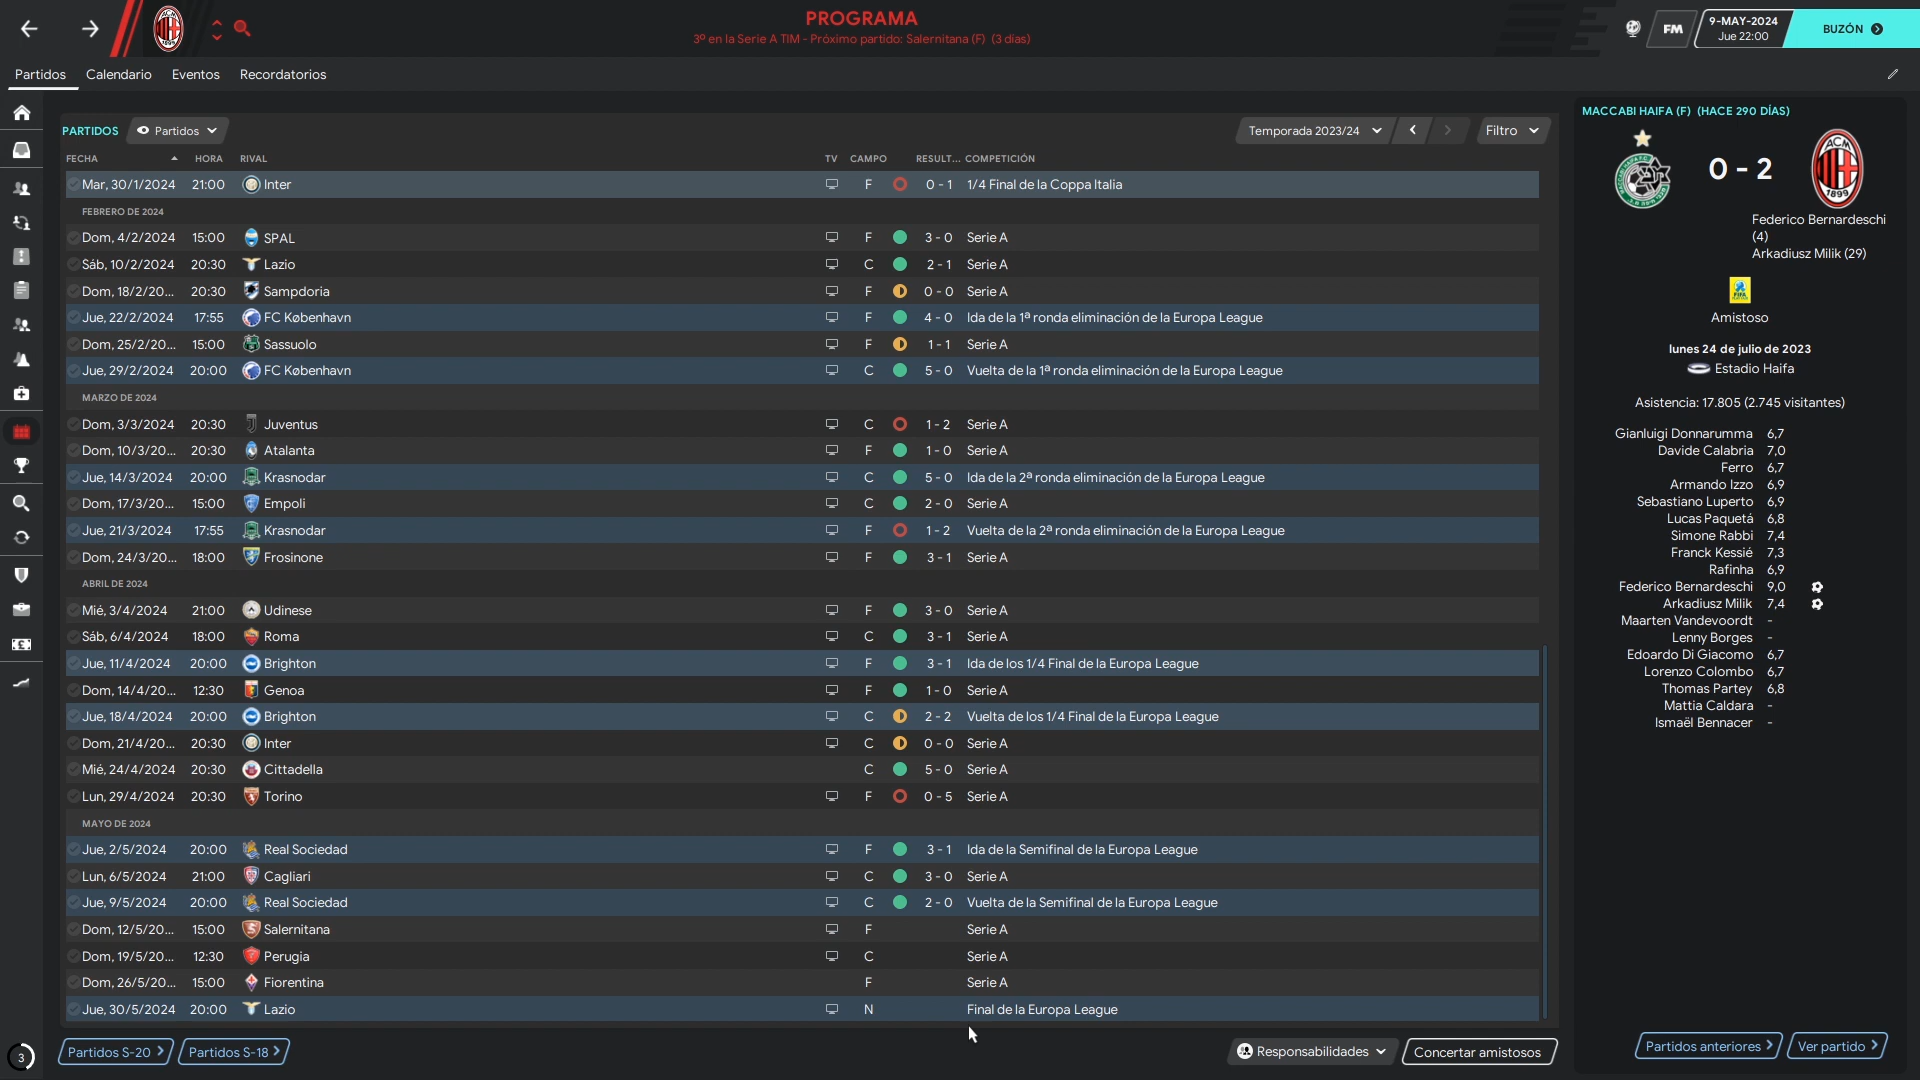 PROGRAMA
3º en la Serie A TIM - Próximo partido: Salernitana (F) (3 días)
FM
9-MAY-2024
Jue 22:00
BUZÓN
Partidos Calendario Eventos Recordatorios
PARTIDOS Partidos Temporada 2023/24 Filtro
FECHA HORA RIVAL TV CAMPO RESULT... COMPETICIÓN
Mar, 30/1/2024 21:00 Inter F 0 - 1 1/4 Final de la Coppa Italia
FEBRERO DE 2024
Dom, 4/2/2024 15:00 SPAL F 3 - 0 Serie A
Sáb, 10/2/2024 20:30 Lazio C 2 - 1 Serie A
Dom, 18/2/20... 20:30 Sampdoria F 0 - 0 Serie A
Jue, 22/2/2024 17:55 FC København F 4 - 0 Ida de la 1ª ronda eliminación de la Europa League
Dom, 25/2/20... 15:00 Sassuolo F 1 - 1 Serie A
Jue, 29/2/2024 20:00 FC København C 5 - 0 Vuelta de la 1ª ronda eliminación de la Europa League
MARZO DE 2024
Dom, 3/3/2024 20:30 Juventus C 1 - 2 Serie A
Dom, 10/3/20... 20:30 Atalanta F 1 - 0 Serie A
Jue, 14/3/2024 20:00 Krasnodar C 5 - 0 Ida de la 2ª ronda eliminación de la Europa League
Dom, 17/3/20... 15:00 Empoli C 2 - 0 Serie A
Jue, 21/3/2024 17:55 Krasnodar F 1 - 2 Vuelta de la 2ª ronda eliminación de la Europa League
Dom, 24/3/20... 18:00 Frosinone F 3 - 1 Serie A
ABRIL DE 2024
Mié, 3/4/2024 21:00 Udinese F 3 - 0 Serie A
Sáb, 6/4/2024 18:00 Roma C 3 - 1 Serie A
Jue, 11/4/2024 20:00 Brighton F 3 - 1 Ida de los 1/4 Final de la Europa League
Dom, 14/4/20... 12:30 Genoa F 1 - 0 Serie A
Jue, 18/4/2024 20:00 Brighton C 2 - 2 Vuelta de los 1/4 Final de la Europa League
Dom, 21/4/20... 20:30 Inter C 0 - 0 Serie A
Mié, 24/4/2024 20:30 Cittadella C 5 - 0 Serie A
Lun, 29/4/2024 20:30 Torino F 0 - 5 Serie A
MAYO DE 2024
Jue, 2/5/2024 20:00 Real Sociedad F 3 - 1 Ida de la Semifinal de la Europa League
Lun, 6/5/2024 21:00 Cagliari C 3 - 0 Serie A
Jue, 9/5/2024 20:00 Real Sociedad C 2 - 0 Vuelta de la Semifinal de la Europa League
Dom, 12/5/20... 15:00 Salernitana F Serie A
Dom, 19/5/20... 12:30 Perugia C Serie A
Dom, 26/5/20... 15:00 Fiorentina F Serie A
Jue, 30/5/2024 20:00 Lazio N Final de la Europa League
3
Partidos S-20 Partidos S-18 Responsabilidades Concertar amistosos
MACCABI HAIFA (F) (HACE 290 DÍAS)
0 - 2
ACM
1899
Federico Bernardeschi
(4)
Arkadiusz Milik (29)
FIFA
Amistoso
lunes 24 de julio de 2023
Estadio Haifa
Asistencia: 17.805 (2.745 visitantes)
Gianluigi Donnarumma 6,7
Davide Calabria 7,0
Ferro 6,7
Armando Izzo 6,9
Sebastiano Luperto 6,9
Lucas Paquetá 6,8
Simone Rabbi 7,4
Franck Kessié 7,3
Rafinha 6,9
Federico Bernardeschi 9,0
Arkadiusz Milik 7,4
Maarten Vandevoordt -
Lenny Borges -
Edoardo Di Giacomo 6,7
Lorenzo Colombo 6,7
Thomas Partey 6,8
Mattia Caldara -
Ismaël Bennacer -
Partidos anteriores Ver partido